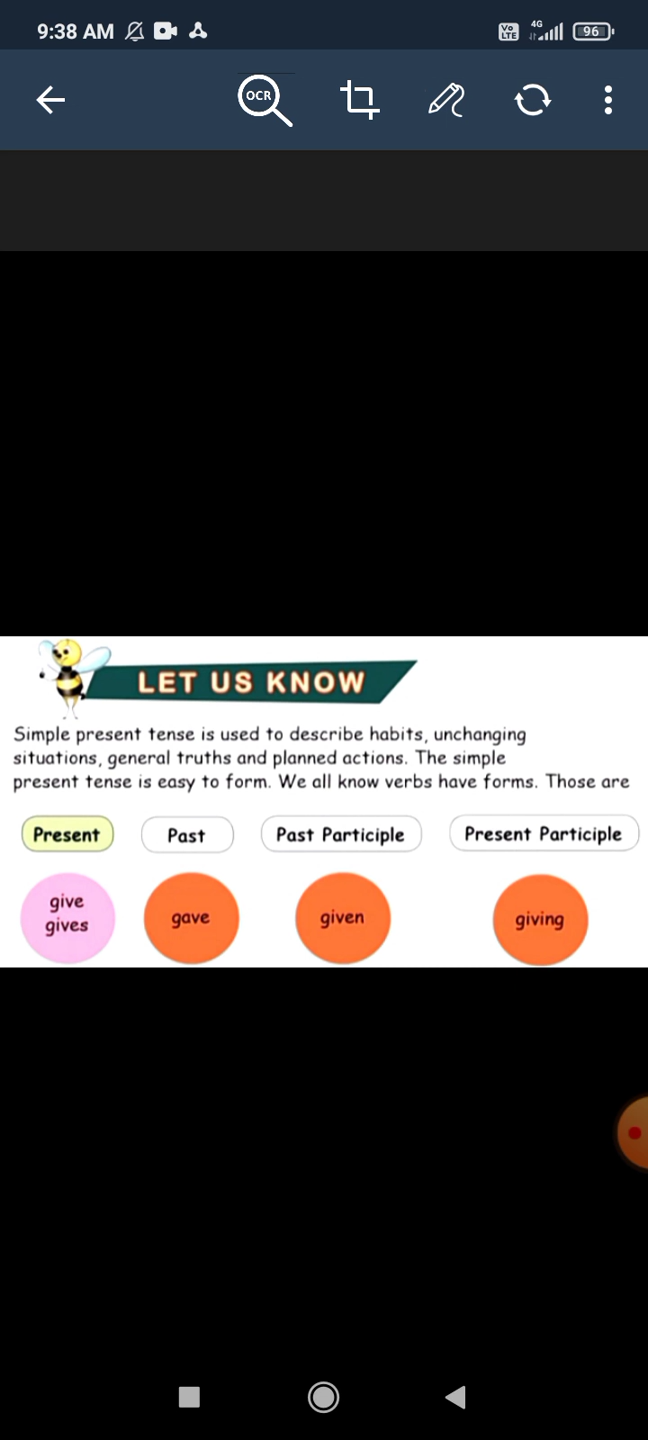 9:38 AM
VoLTE 4G 96
OCR
LET US KNOW
Simple present tense is used to describe habits, unchanging
situations, general truths and planned actions. The simple
present tense is easy to form. We all know verbs have forms. Those are
Present Past Past Participle Present Participle
give
gives gave given giving